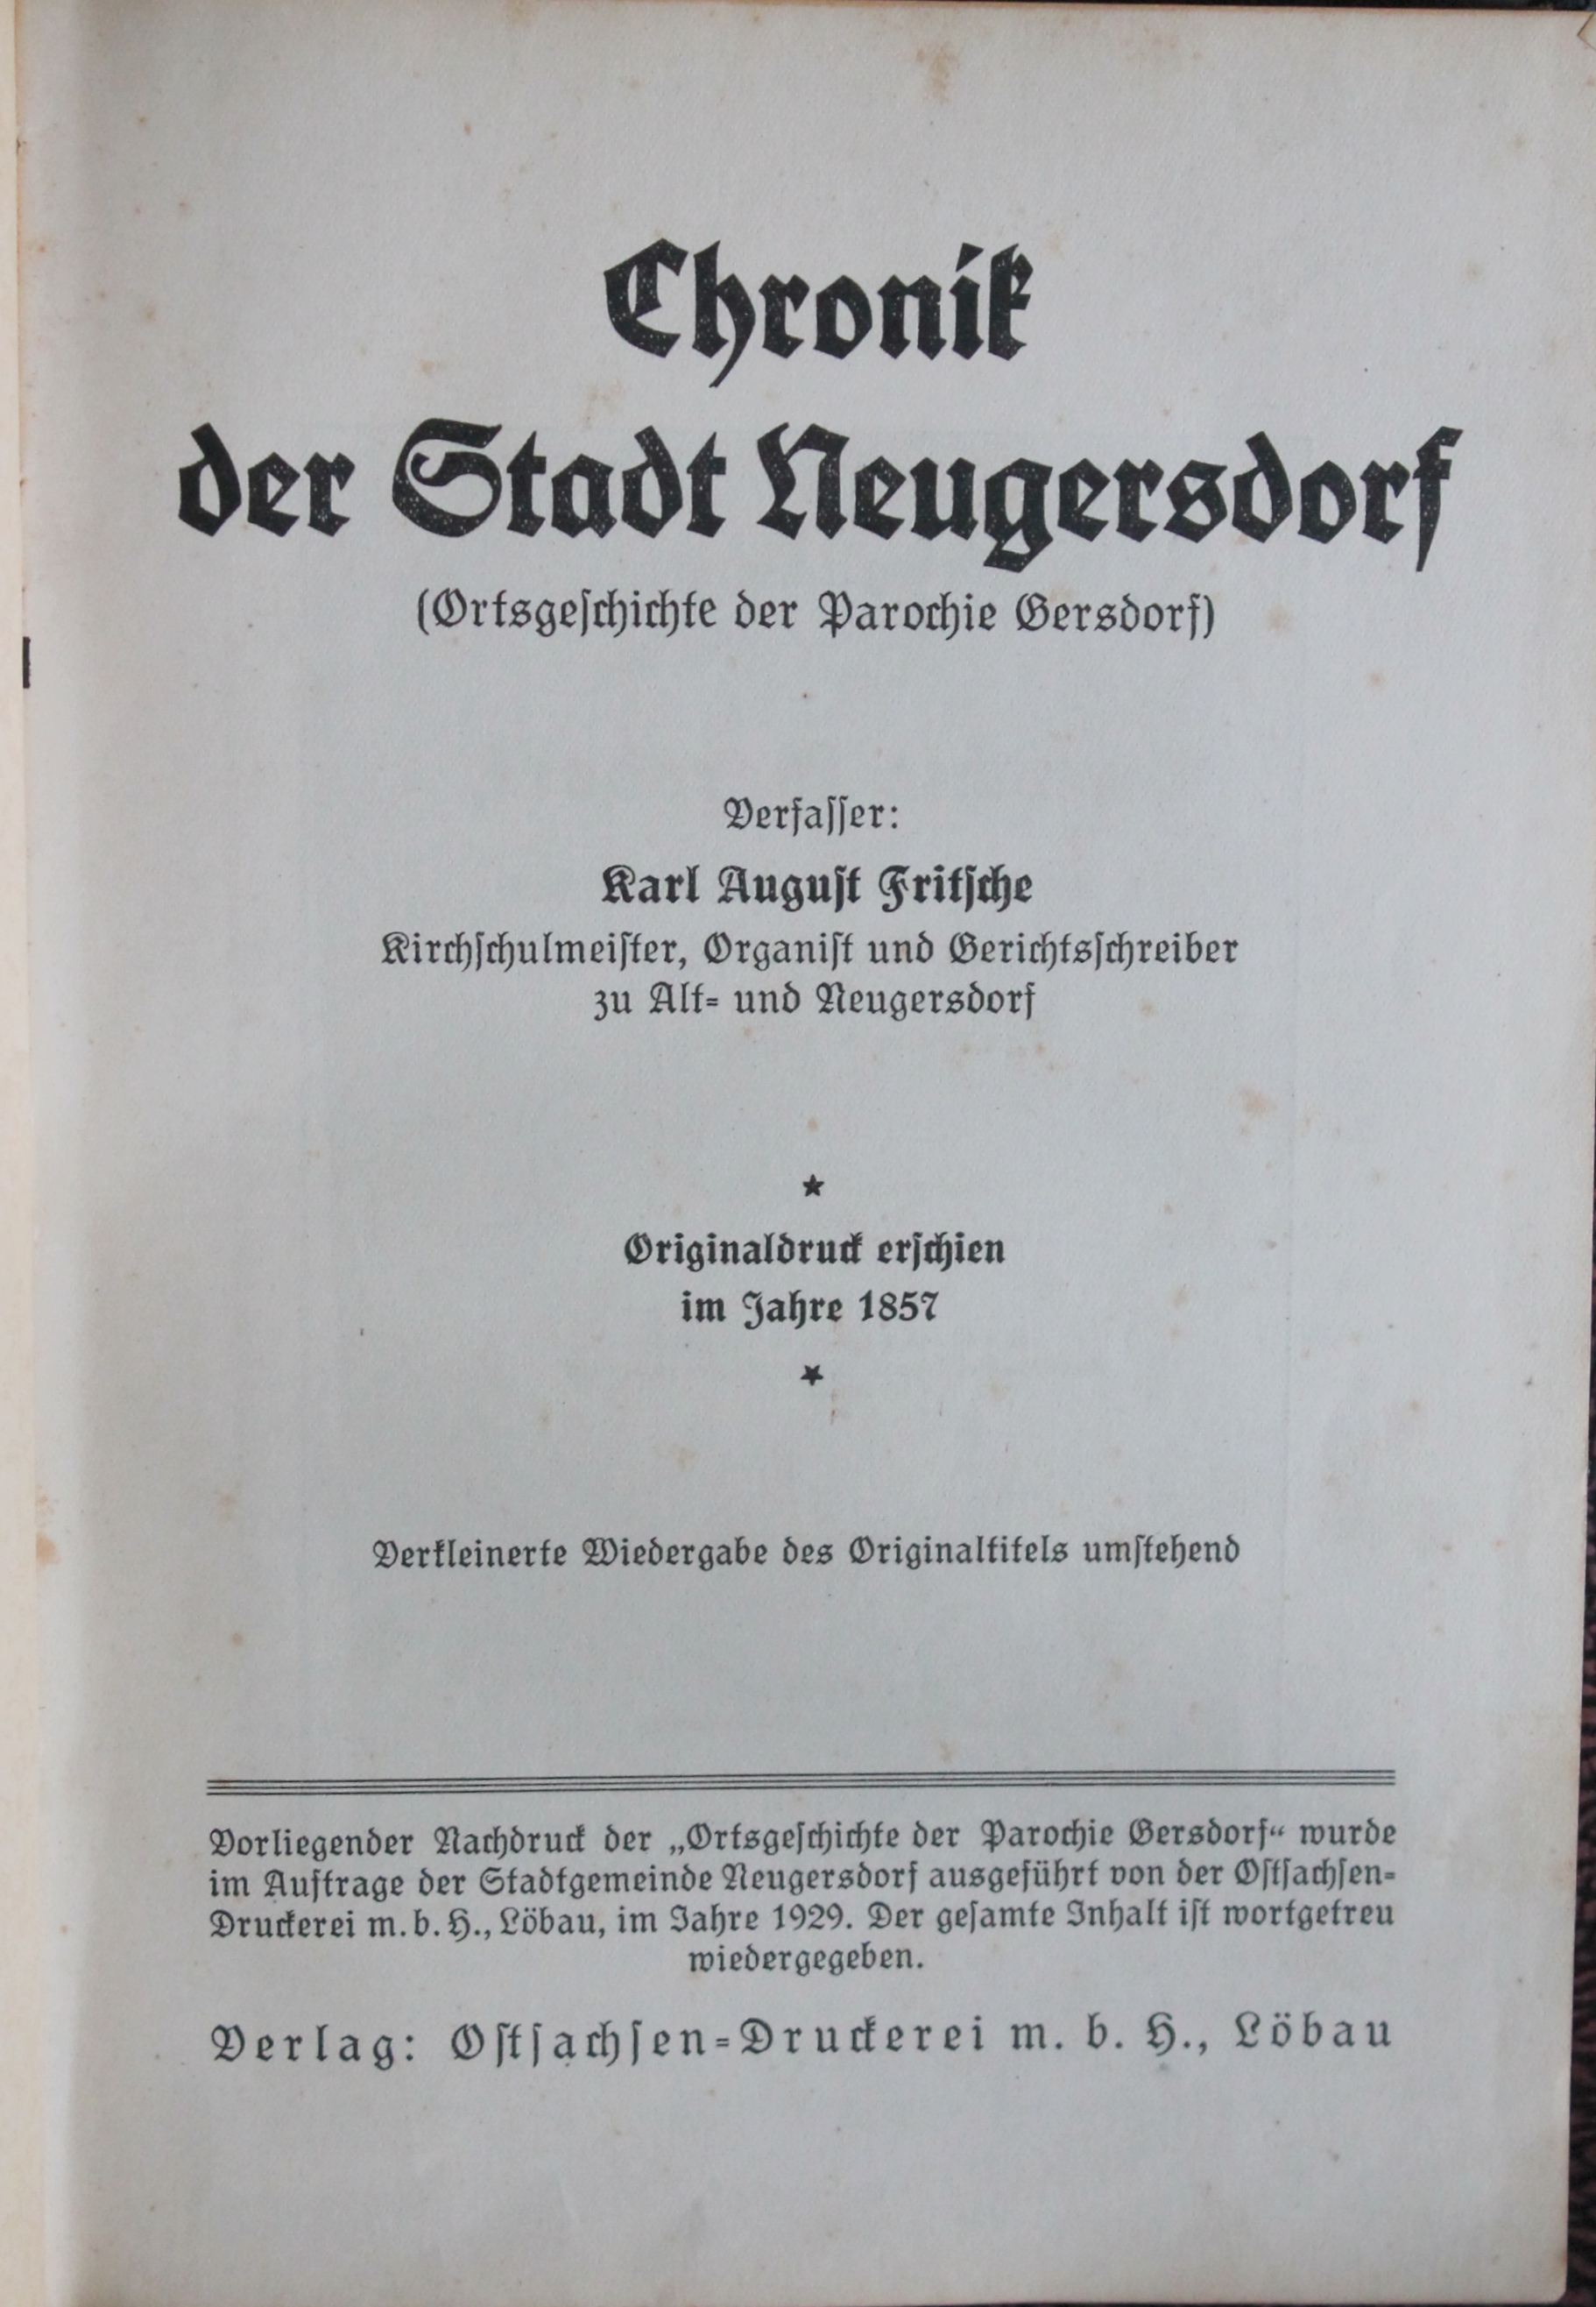 Chronik
der Stadt Neugersdorf
(Ortsgeſchichte der Parochie Gersdorf)
Verfaſſer:
Karl Auguſt Fritſche
Kirchſchulmeiſter, Organiſt und Gerichtsſchreiber
zu Alt= und Neugersdorf
★
Originaldruck erſchien
im Jahre 1857
★
Verkleinerte Wiedergabe des Originaltitels umſtehend
Vorliegender Nachdruck der „Ortsgeſchichte der Parochie Gersdorf“ wurde
im Auftrage der Stadtgemeinde Neugersdorf ausgeführt von der Oſtſachſen=
Druckerei m. b. H., Löbau, im Jahre 1929. Der geſamte Inhalt iſt wortgetreu
wiedergegeben.
Verlag: Oſtſachſen=Druckerei m. b. H., Löbau